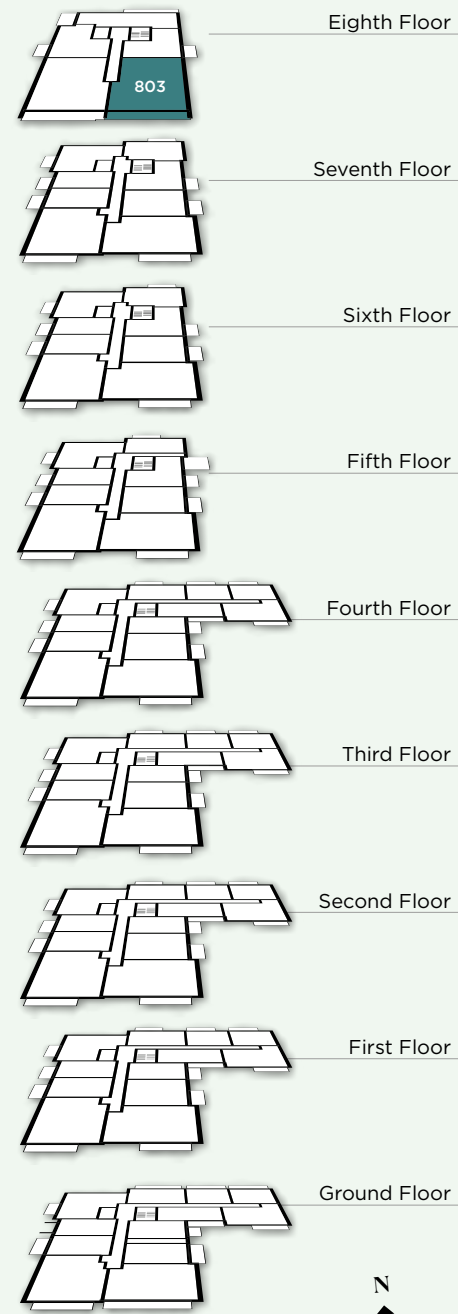 Eighth Floor
803
Seventh Floor
Sixth Floor
Fifth Floor
Fourth Floor
Third Floor
Second Floor
First Floor
Ground Floor
N